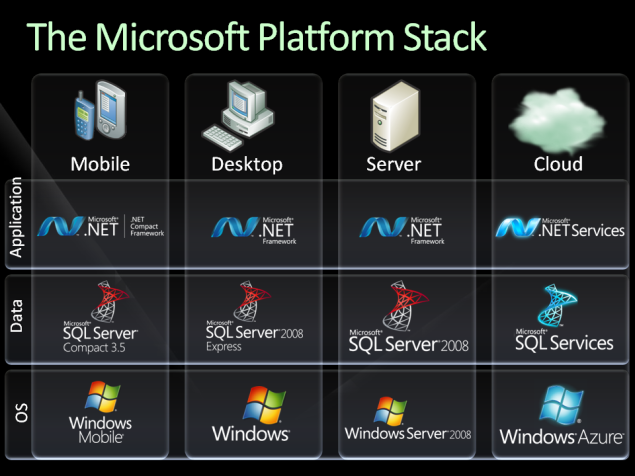 The Microsoft Platform Stack
Mobile
Desktop
Server
Cloud
Application
Microsoft®
.NET
.NET
Compact
Framework
Microsoft®
.NET
Framework
Microsoft®
.NET
Framework
Microsoft®
.NET Services
Data
Microsoft®
SQL Server®
Compact 3.5
Microsoft®
SQL Server® 2008
Express
Microsoft®
SQL Server® 2008
Microsoft®
SQL Services
OS
Windows
Mobile®
Windows®
Windows Server® 2008
Windows® Azure™